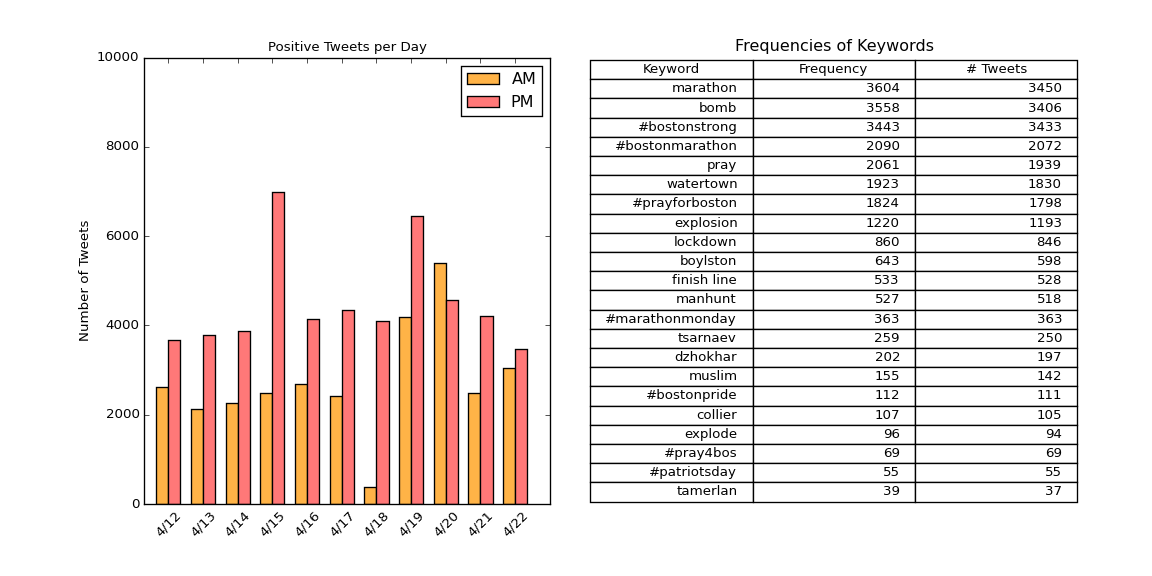 Positive Tweets per Day
10000
8000
6000
4000
2000
0
Number of Tweets
AM
PM
4/12 4/13 4/14 4/15 4/16 4/17 4/18 4/19 4/20 4/21 4/22
Frequencies of Keywords
Keyword Frequency # Tweets
marathon 3604 3450
bomb 3558 3406
#bostonstrong 3443 3433
#bostonmarathon 2090 2072
pray 2061 1939
watertown 1923 1830
#prayforboston 1824 1798
explosion 1220 1193
lockdown 860 846
boylston 643 598
finish line 533 528
manhunt 527 518
#marathonmonday 363 363
tsarnaev 259 250
dzhokhar 202 197
muslim 155 142
#bostonpride 112 111
collier 107 105
explode 96 94
#pray4bos 69 69
#patriotsday 55 55
tamerlan 39 37